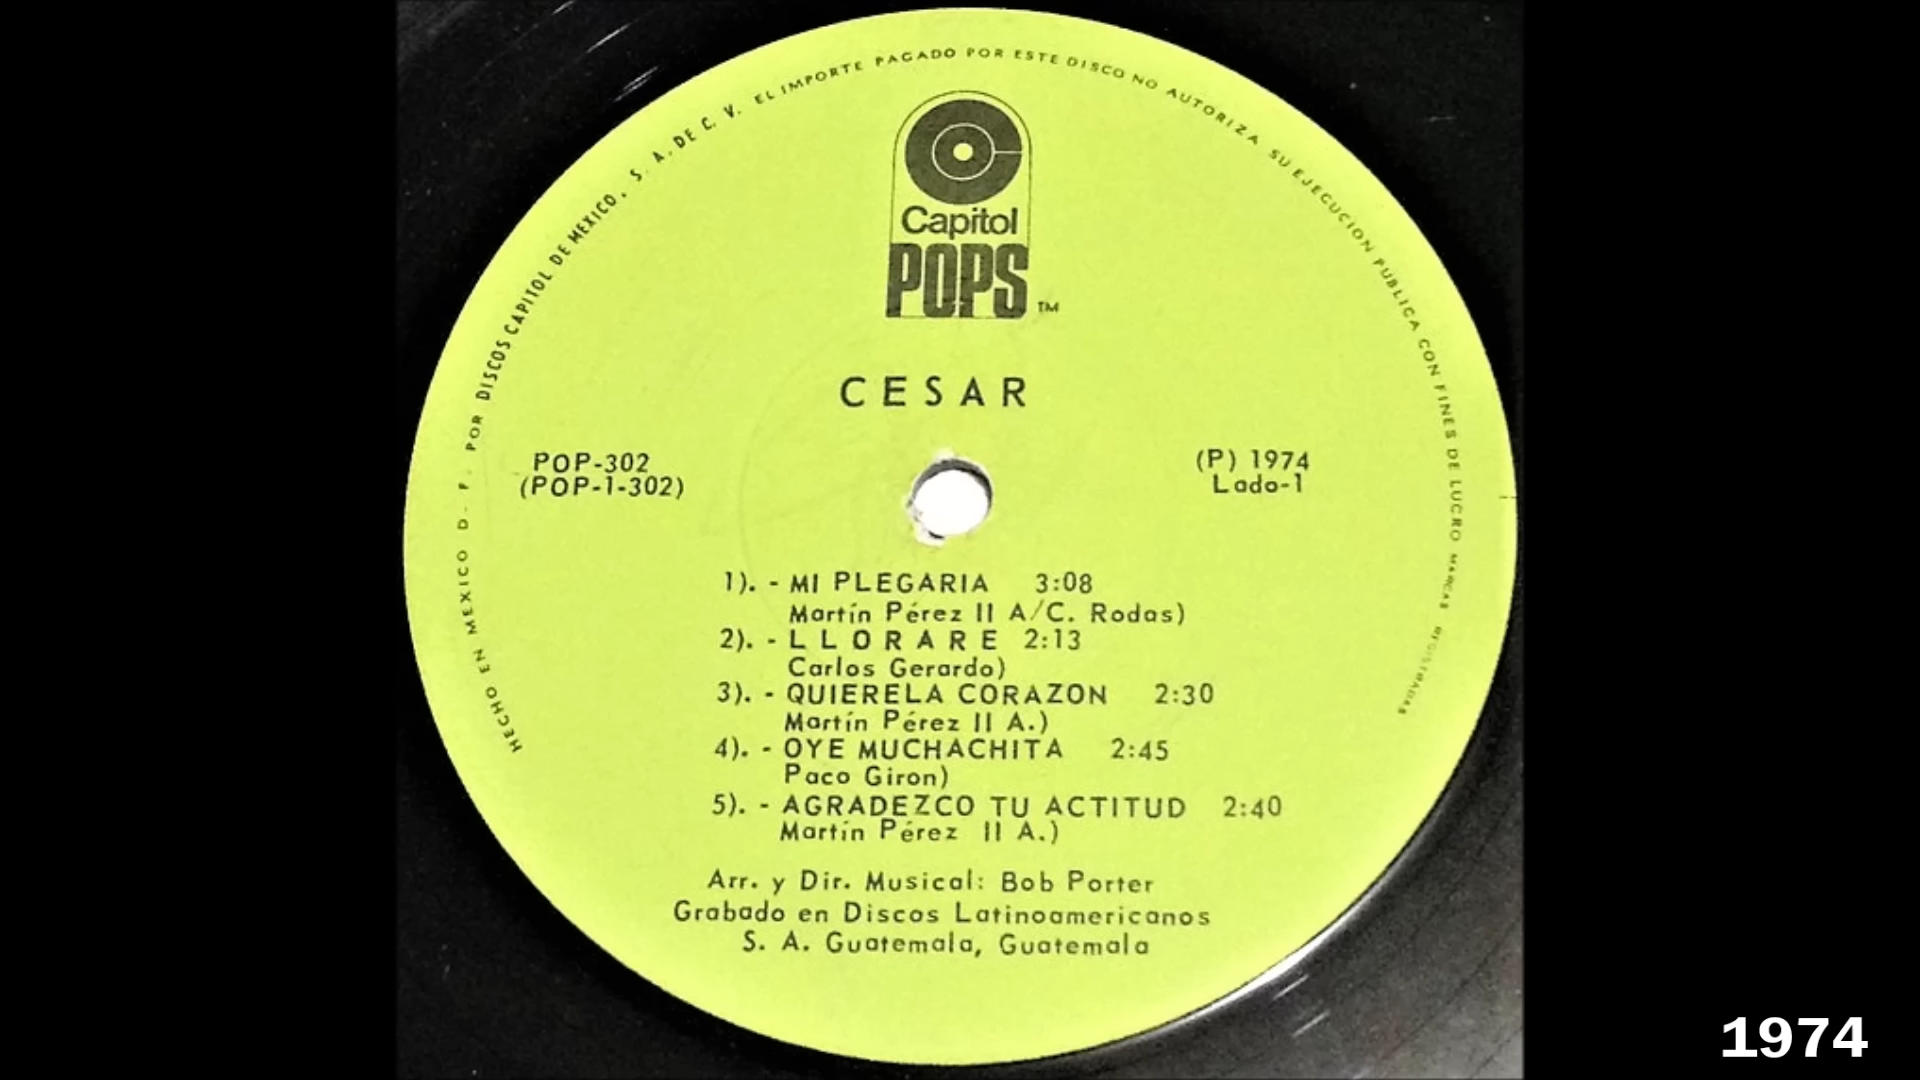 HECHO EN MEXICO D. F. POR DISCOS CAPITOL DE MEXICO, S. A. DE C. V. EL IMPORTE PAGADO POR ESTE DISCO NO AUTORIZA SU EJECUCION PUBLICA CON FINES DE LUCRO MARCAS REGISTRADAS
Capitol
POPS™
CESAR
POP-302
(POP-1-302)
(P) 1974
Lado-1
1). - MI PLEGARIA 3:08
Martín Pérez II A/C. Rodas)
2). - LLORARE 2:13
Carlos Gerardo)
3). - QUIERELA CORAZON 2:30
Martín Pérez II A.)
4). - OYE MUCHACHITA 2:45
Paco Giron)
5). - AGRADEZCO TU ACTITUD 2:40
Martín Pérez II A.)
Arr. y Dir. Musical: Bob Porter
Grabado en Discos Latinoamericanos
S. A. Guatemala, Guatemala
1974